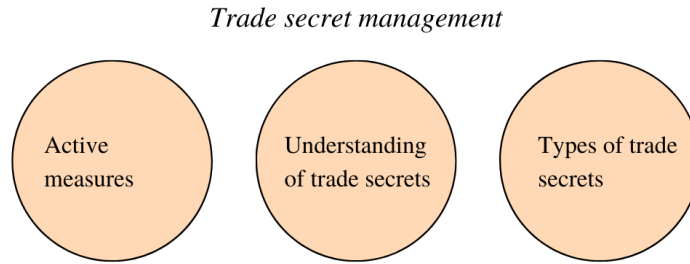 Trade secret management
Active
measures
Understanding
of trade secrets
Types of trade
secrets